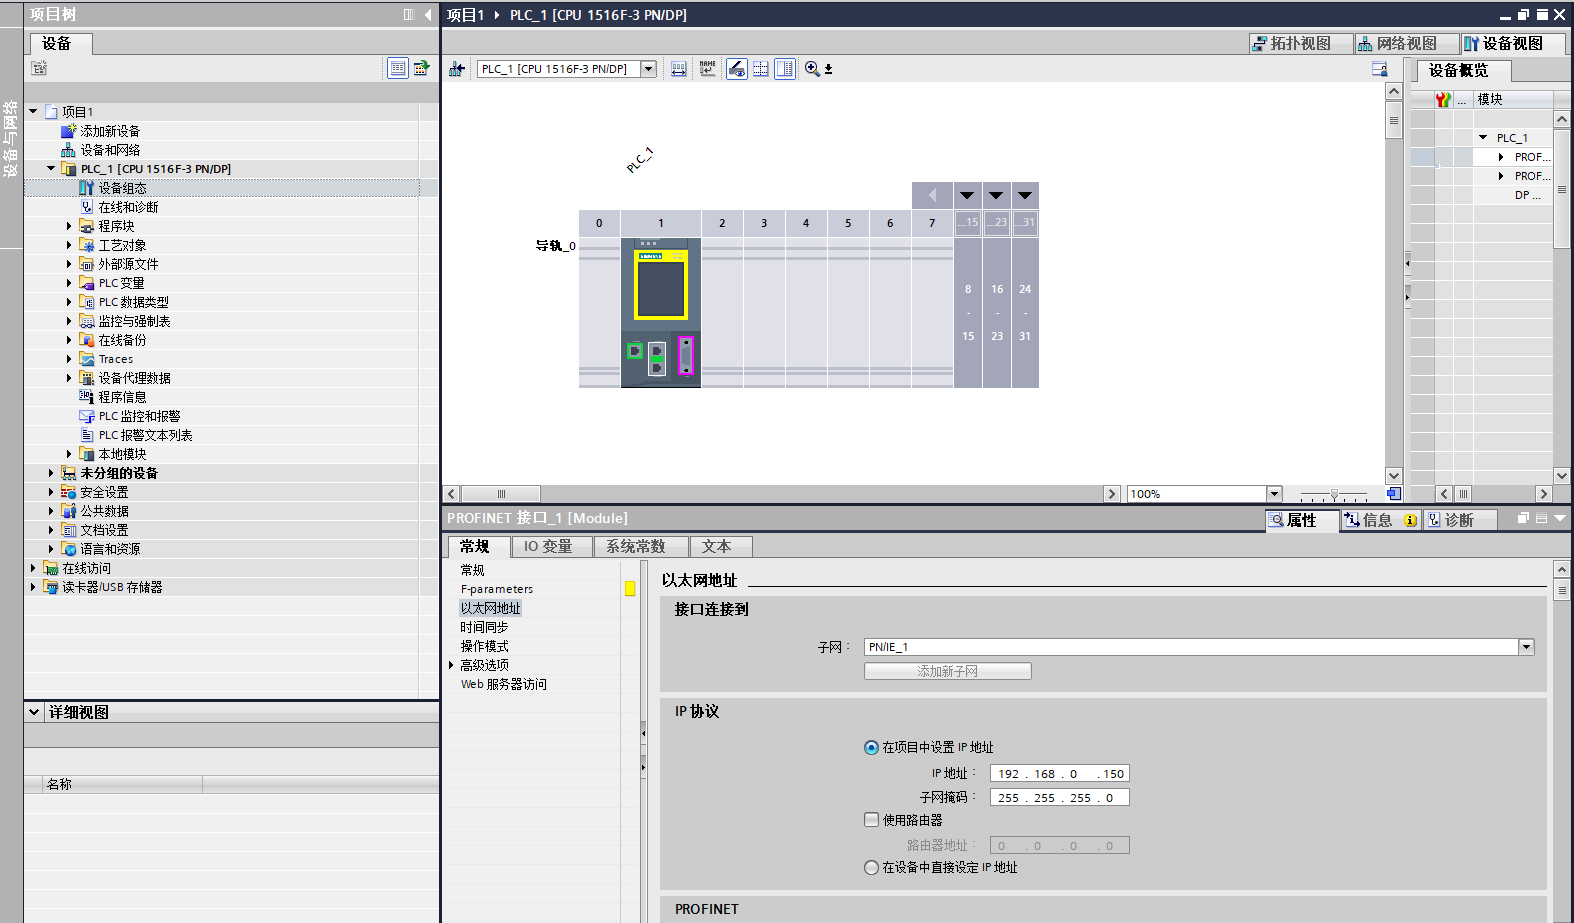 项目树
设备
设备与网络
项目1
添加新设备
设备和网络
PLC_1 [CPU 1516F-3 PN/DP]
设备组态
在线和诊断
程序块
工艺对象
外部源文件
PLC 变量
PLC 数据类型
监控与强制表
在线备份
Traces
设备代理数据
程序信息
PLC 监控和报警
PLC 报警文本列表
本地模块
未分组的设备
安全设置
公共数据
文档设置
语言和资源
在线访问
读卡器/USB 存储器
详细视图
名称
项目1 PLC_1 [CPU 1516F-3 PN/DP]
拓扑视图 网络视图 设备视图
PLC_1 [CPU 1516F-3 PN/DP]
PLC_1
0 1 2 3 4 5 6 7 ...15 ...23 ...31
导轨_0
SIEMENS
8 16 24
- - -
15 23 31
100%
设备概览
... 模块
PLC_1
PROF...
PROF...
DP ...
PROFINET 接口_1 [Module]
属性 信息 诊断
常规 IO 变量 系统常数 文本
常规
F-parameters
以太网地址
时间同步
操作模式
高级选项
Web 服务器访问
以太网地址
接口连接到
子网： PN/IE_1
添加新子网
IP 协议
在项目中设置 IP 地址
IP 地址： 192 . 168 . 0 . 150
子网掩码： 255 . 255 . 255 . 0
使用路由器
路由器地址： 0 . 0 . 0 . 0
在设备中直接设定 IP 地址
PROFINET